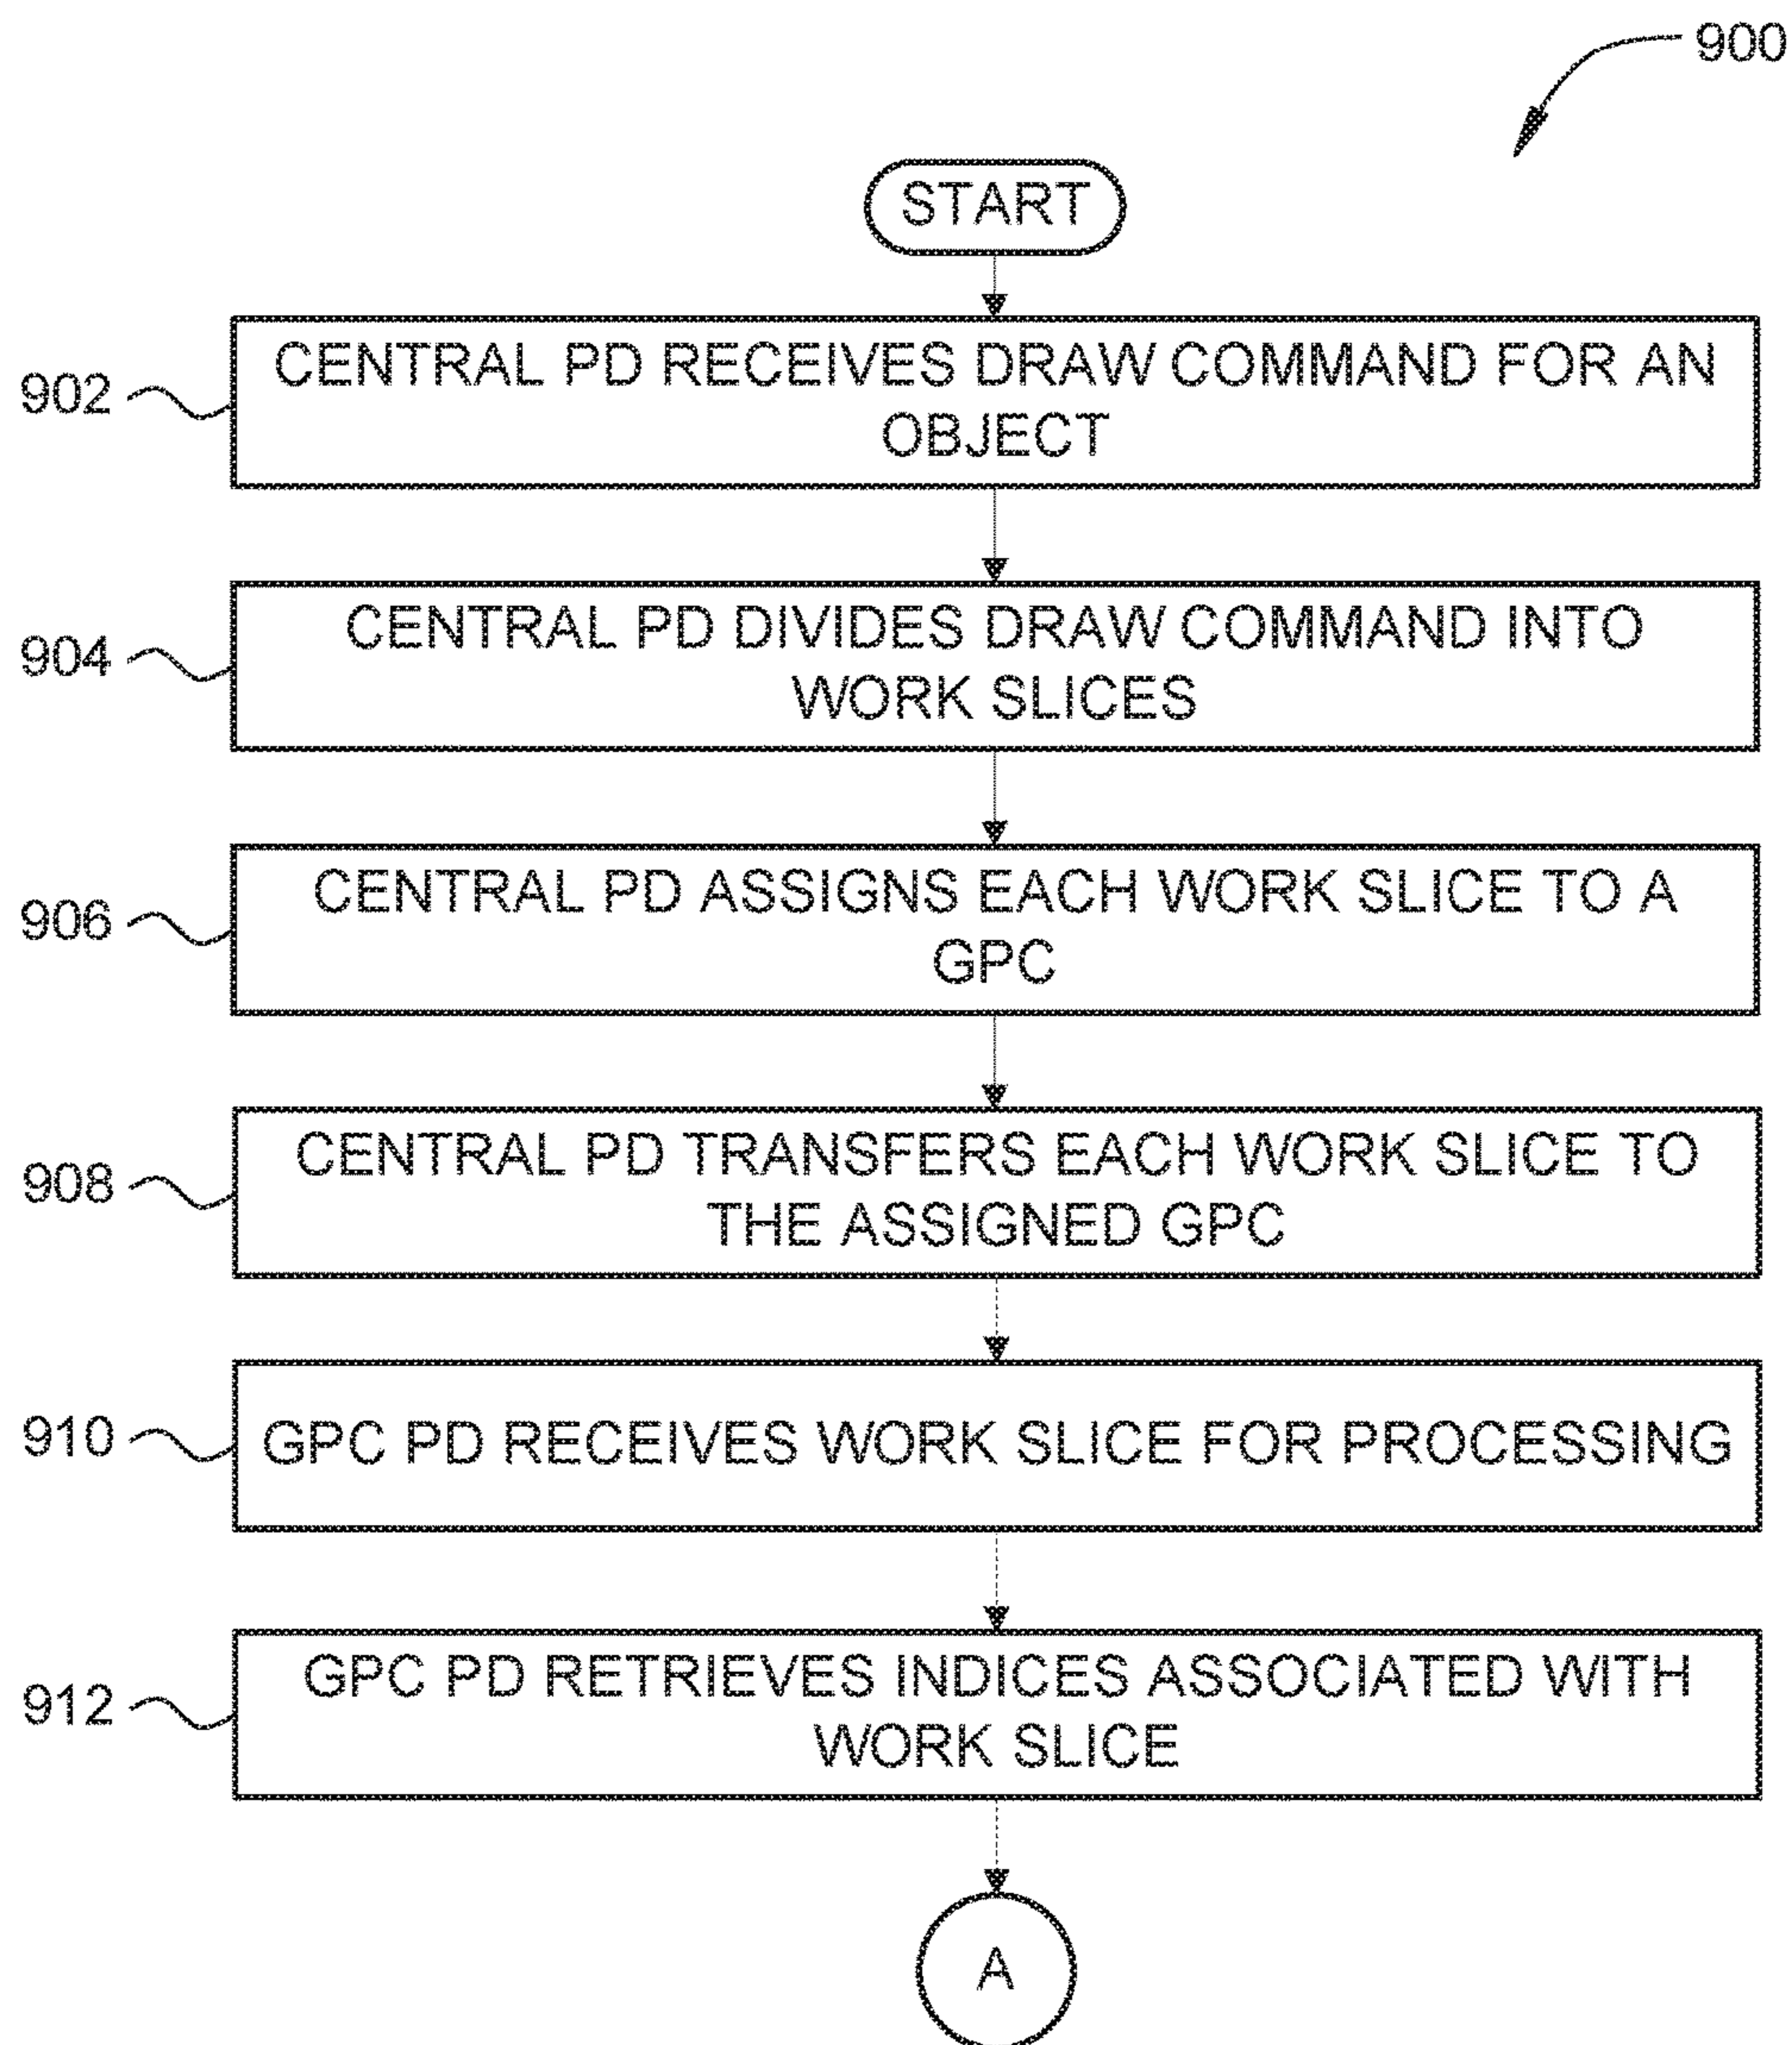 900
START
902
CENTRAL PD RECEIVES DRAW COMMAND FOR AN
OBJECT
904
CENTRAL PD DIVIDES DRAW COMMAND INTO
WORK SLICES
906
CENTRAL PD ASSIGNS EACH WORK SLICE TO A
GPC
908
CENTRAL PD TRANSFERS EACH WORK SLICE TO
THE ASSIGNED GPC
910
GPC PD RECEIVES WORK SLICE FOR PROCESSING
912
GPC PD RETRIEVES INDICES ASSOCIATED WITH
WORK SLICE
A